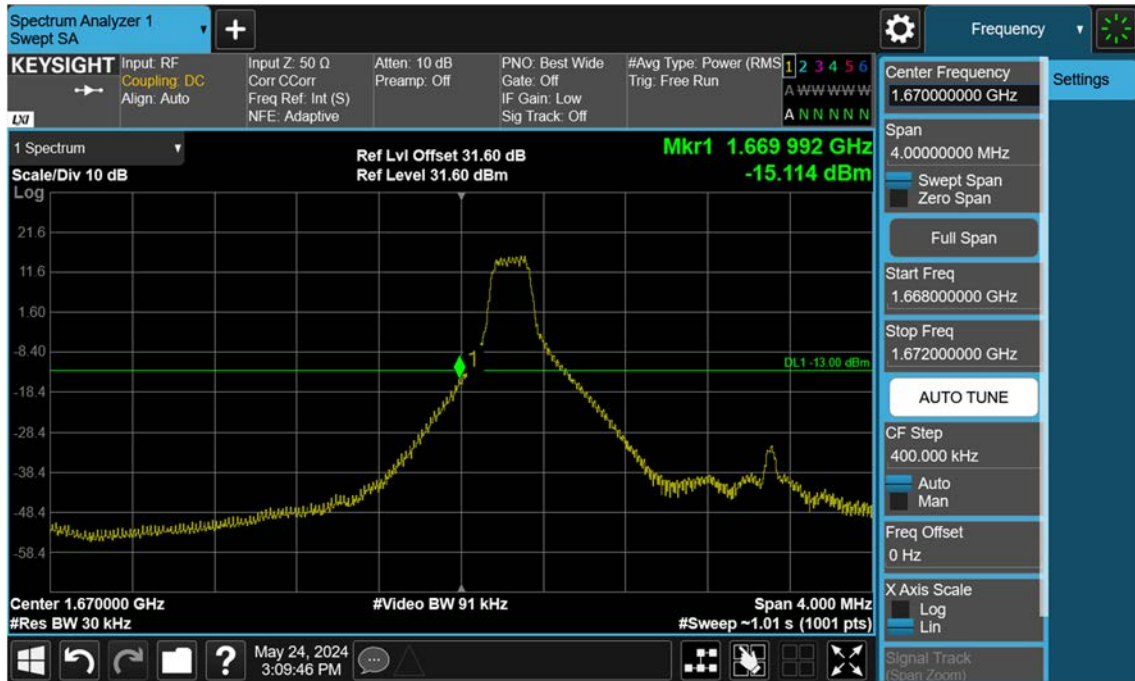 Spectrum Analyzer 1
Swept SA
Frequency
KEYSIGHT
LXI
Input: RF
Coupling: DC
Align: Auto
Input Z: 50 Ω
Corr CCorr
Freq Ref: Int (S)
NFE: Adaptive
Atten: 10 dB
Preamp: Off
PNO: Best Wide
Gate: Off
IF Gain: Low
Sig Track: Off
#Avg Type: Power (RMS
Trig: Free Run
1 2 3 4 5 6
A W W W W W
A N N N N N
1 Spectrum
Scale/Div 10 dB
Ref Lvl Offset 31.60 dB
Ref Level 31.60 dBm
Mkr1 1.669 992 GHz
-15.114 dBm
Log
21.6
11.6
1.60
-8.40
-18.4
-28.4
-38.4
-48.4
-58.4
1
DL1 -13.00 dBm
Center 1.670000 GHz
#Video BW 91 kHz
Span 4.000 MHz
#Res BW 30 kHz
#Sweep ~1.01 s (1001 pts)
Center Frequency
1.670000000 GHz
Settings
Span
4.00000000 MHz
Swept Span
Zero Span
Full Span
Start Freq
1.668000000 GHz
Stop Freq
1.672000000 GHz
AUTO TUNE
CF Step
400.000 kHz
Auto
Man
Freq Offset
0 Hz
X Axis Scale
Log
Lin
Signal Track
(Span Zoom)
?
May 24, 2024
3:09:46 PM